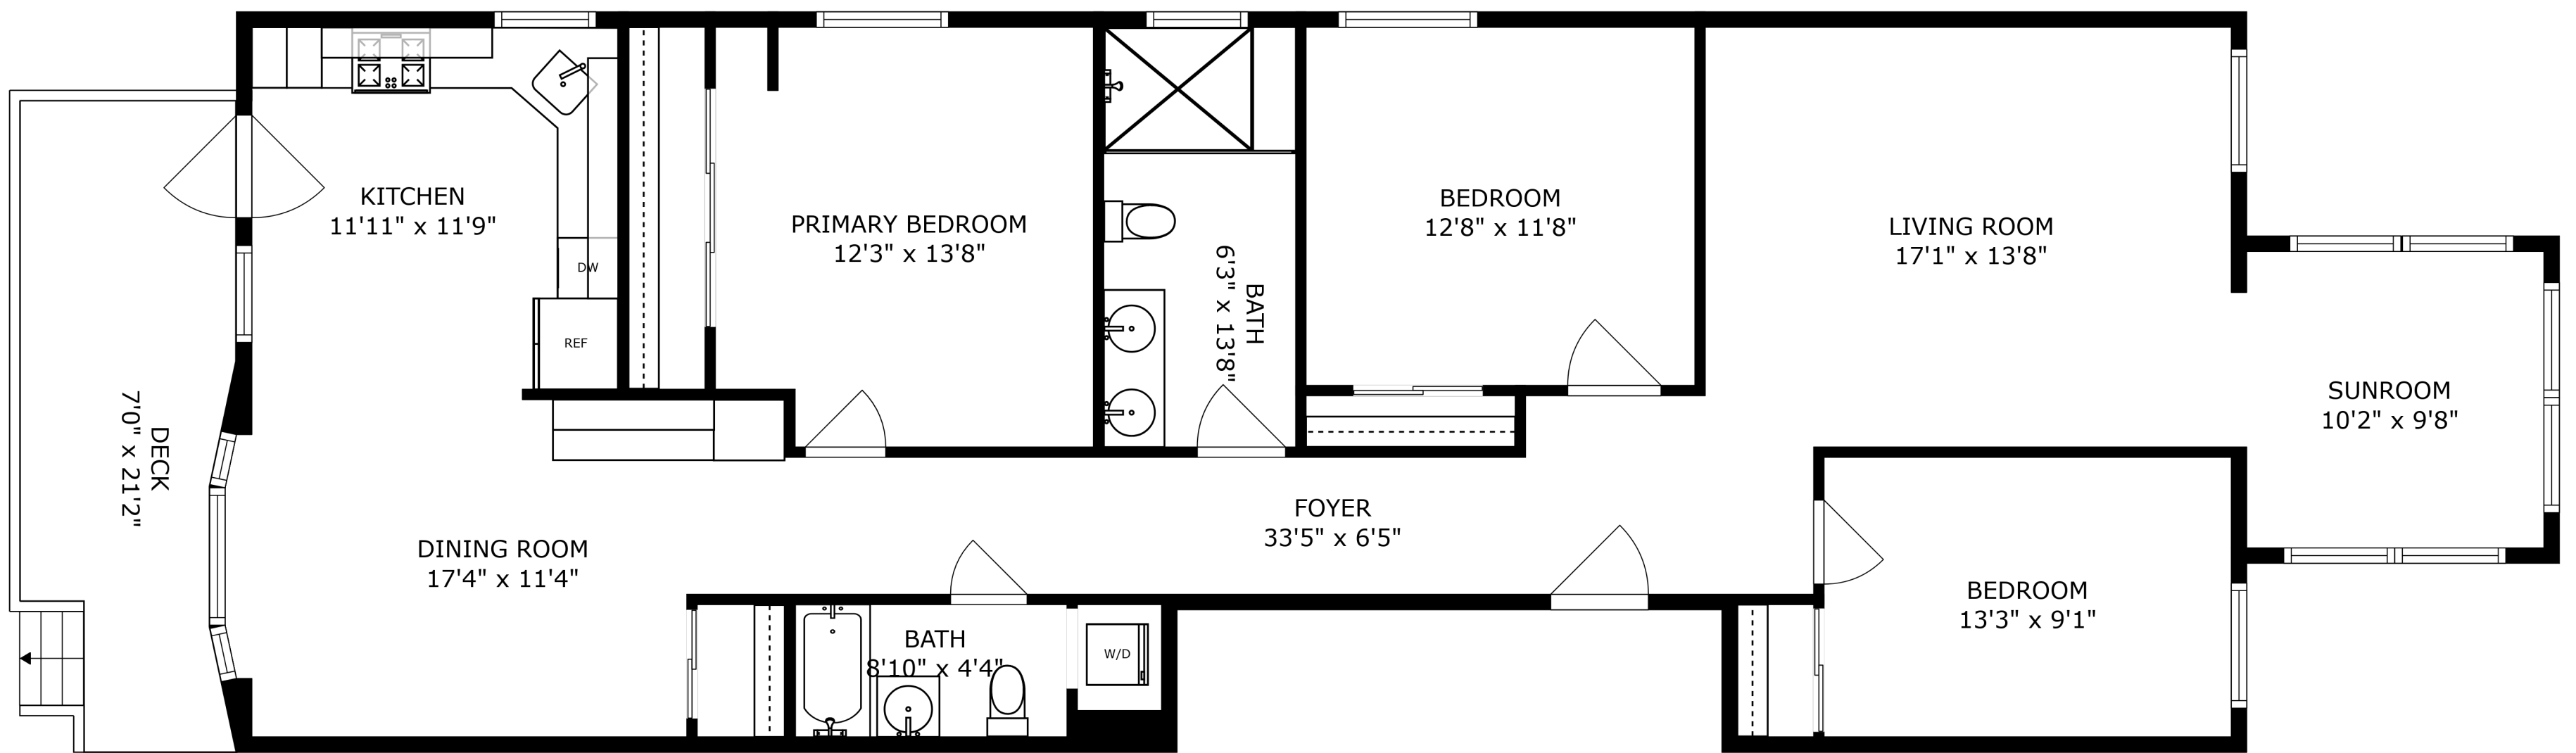 KITCHEN
11'11" x 11'9"
DW
REF
PRIMARY BEDROOM
12'3" x 13'8"
BATH
6'3" x 13'8"
BEDROOM
12'8" x 11'8"
LIVING ROOM
17'1" x 13'8"
SUNROOM
10'2" x 9'8"
DECK
7'0" x 21'2"
DINING ROOM
17'4" x 11'4"
FOYER
33'5" x 6'5"
BATH
8'10" x 4'4"
W/D
BEDROOM
13'3" x 9'1"